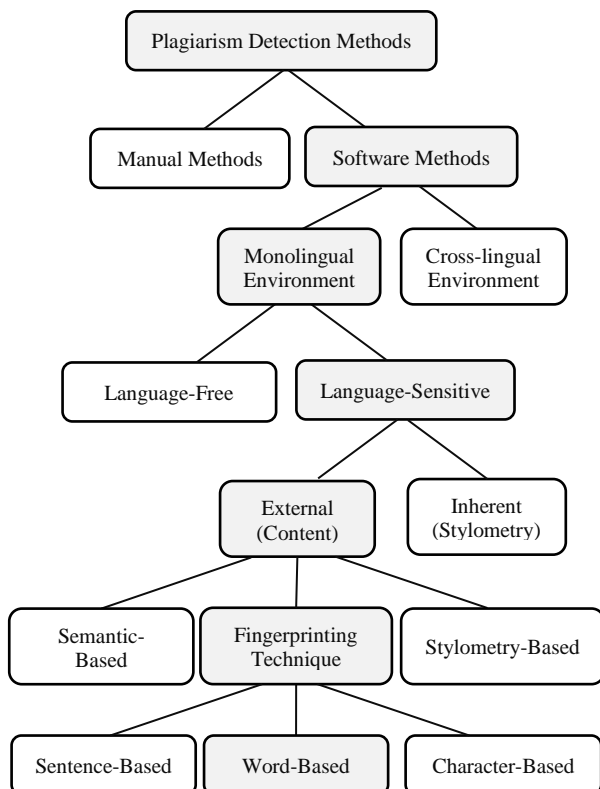 Plagiarism Detection Methods
Manual Methods
Software Methods
Monolingual
Environment
Cross-lingual
Environment
Language-Free
Language-Sensitive
External
(Content)
Inherent
(Stylometry)
Semantic-
Based
Fingerprinting
Technique
Stylometry-Based
Sentence-Based
Word-Based
Character-Based